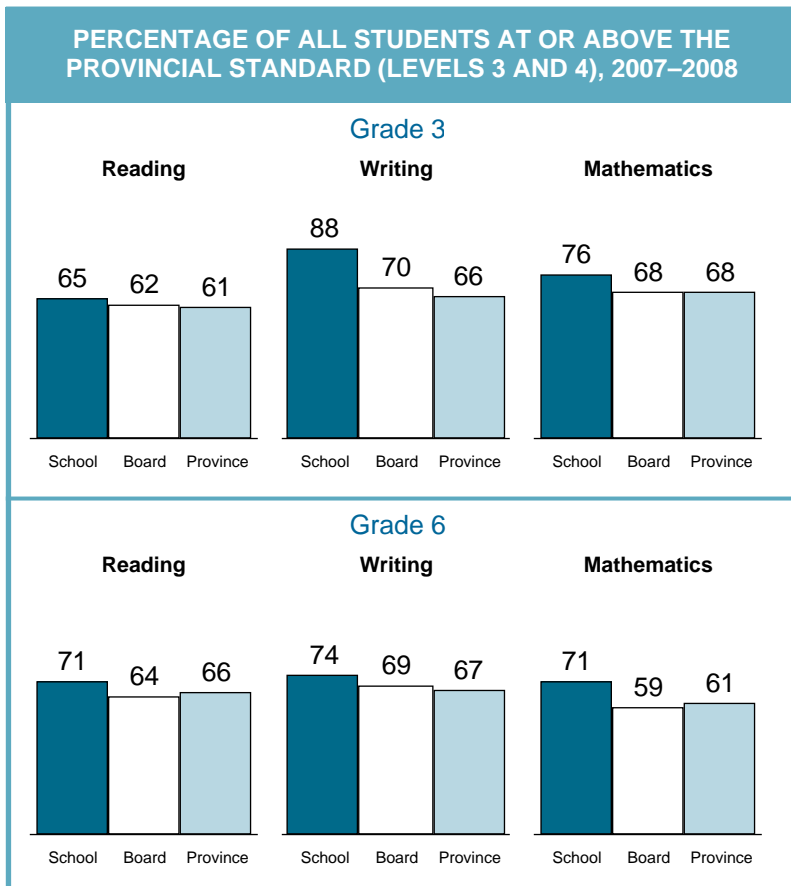 PERCENTAGE OF ALL STUDENTS AT OR ABOVE THE
PROVINCIAL STANDARD (LEVELS 3 AND 4), 2007–2008
Grade 3
Reading Writing Mathematics
65 62 61 88 70 66 76 68 68
School Board Province School Board Province School Board Province
Grade 6
Reading Writing Mathematics
71 64 66 74 69 67 71 59 61
School Board Province School Board Province School Board Province